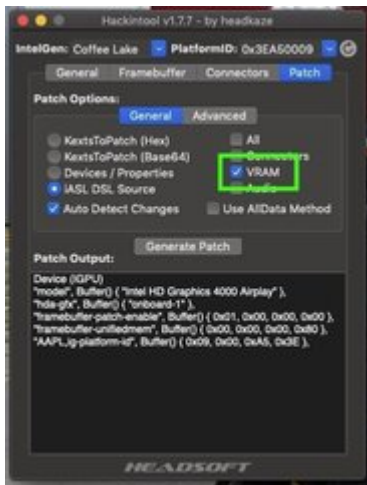 Hackintool v1.7.7 - by headkaze
IntelGen: Coffee Lake PlatformID: 0x3EA50009
General Framebuffer Connectors Patch
Patch Options:
General Advanced
KextsToPatch (Hex) All
KextsToPatch (Base64) Connectors
Devices / Properties VRAM
iASL DSL Source Audio
Auto Detect Changes Use AllData Method
Generate Patch
Patch Output:
Device (IGPU)
"model", Buffer() { "Intel HD Graphics 4000 Airplay" },
"hda-gfx", Buffer() { "onboard-1" },
"framebuffer-patch-enable", Buffer() { 0x01, 0x00, 0x00, 0x00 },
"framebuffer-unifiedmem", Buffer() { 0x00, 0x00, 0x00, 0x80 },
"AAPL,ig-platform-id", Buffer() { 0x09, 0x00, 0xA5, 0x3E },
HEADSOFT